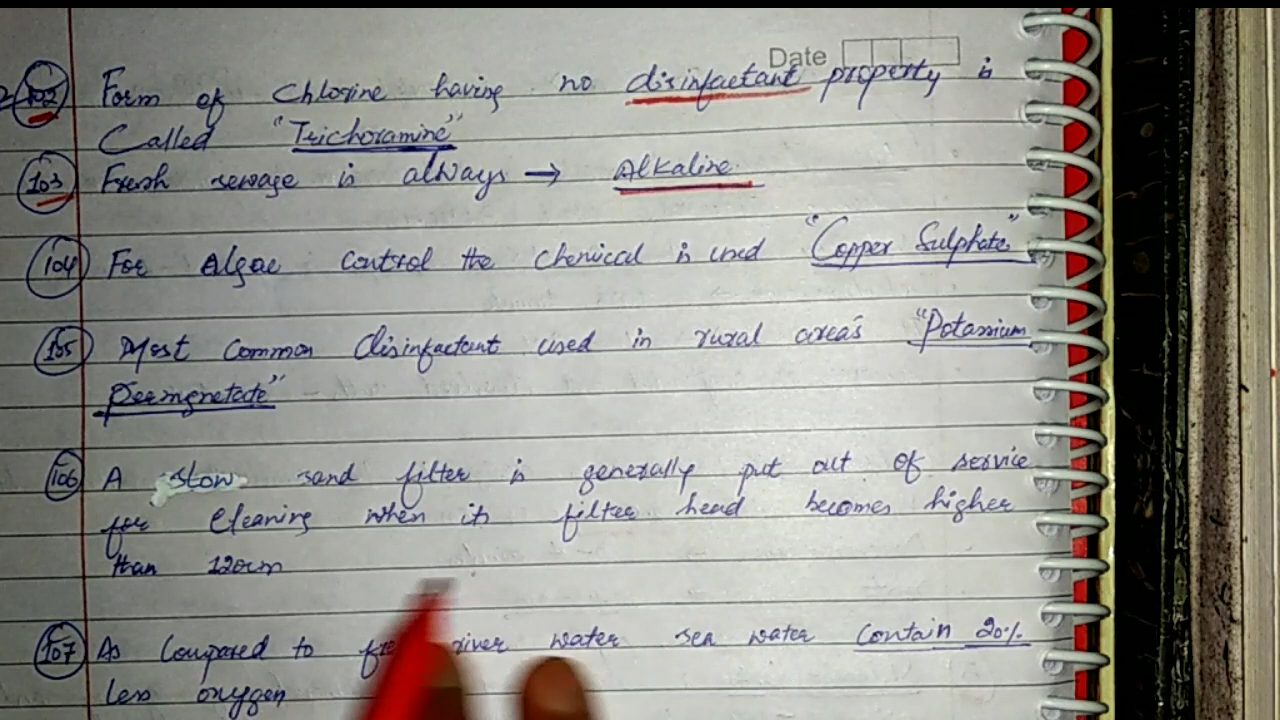 Date
102 Form of Chlorine having no disinfactant property is
Called "Trichoramine"
103 Fresh sewage is always → Alkaline
104 For Algae control the chemical is used "Copper Sulphate"
105 Most Common disinfactant used in rural areas "Potassium
Permgnetate"
106 A slow sand filter is generally put out of service
for Cleaning when its filter head becomes higher
than 120cm
107 As Compared to river water sea water Contain 20%
less oxygen